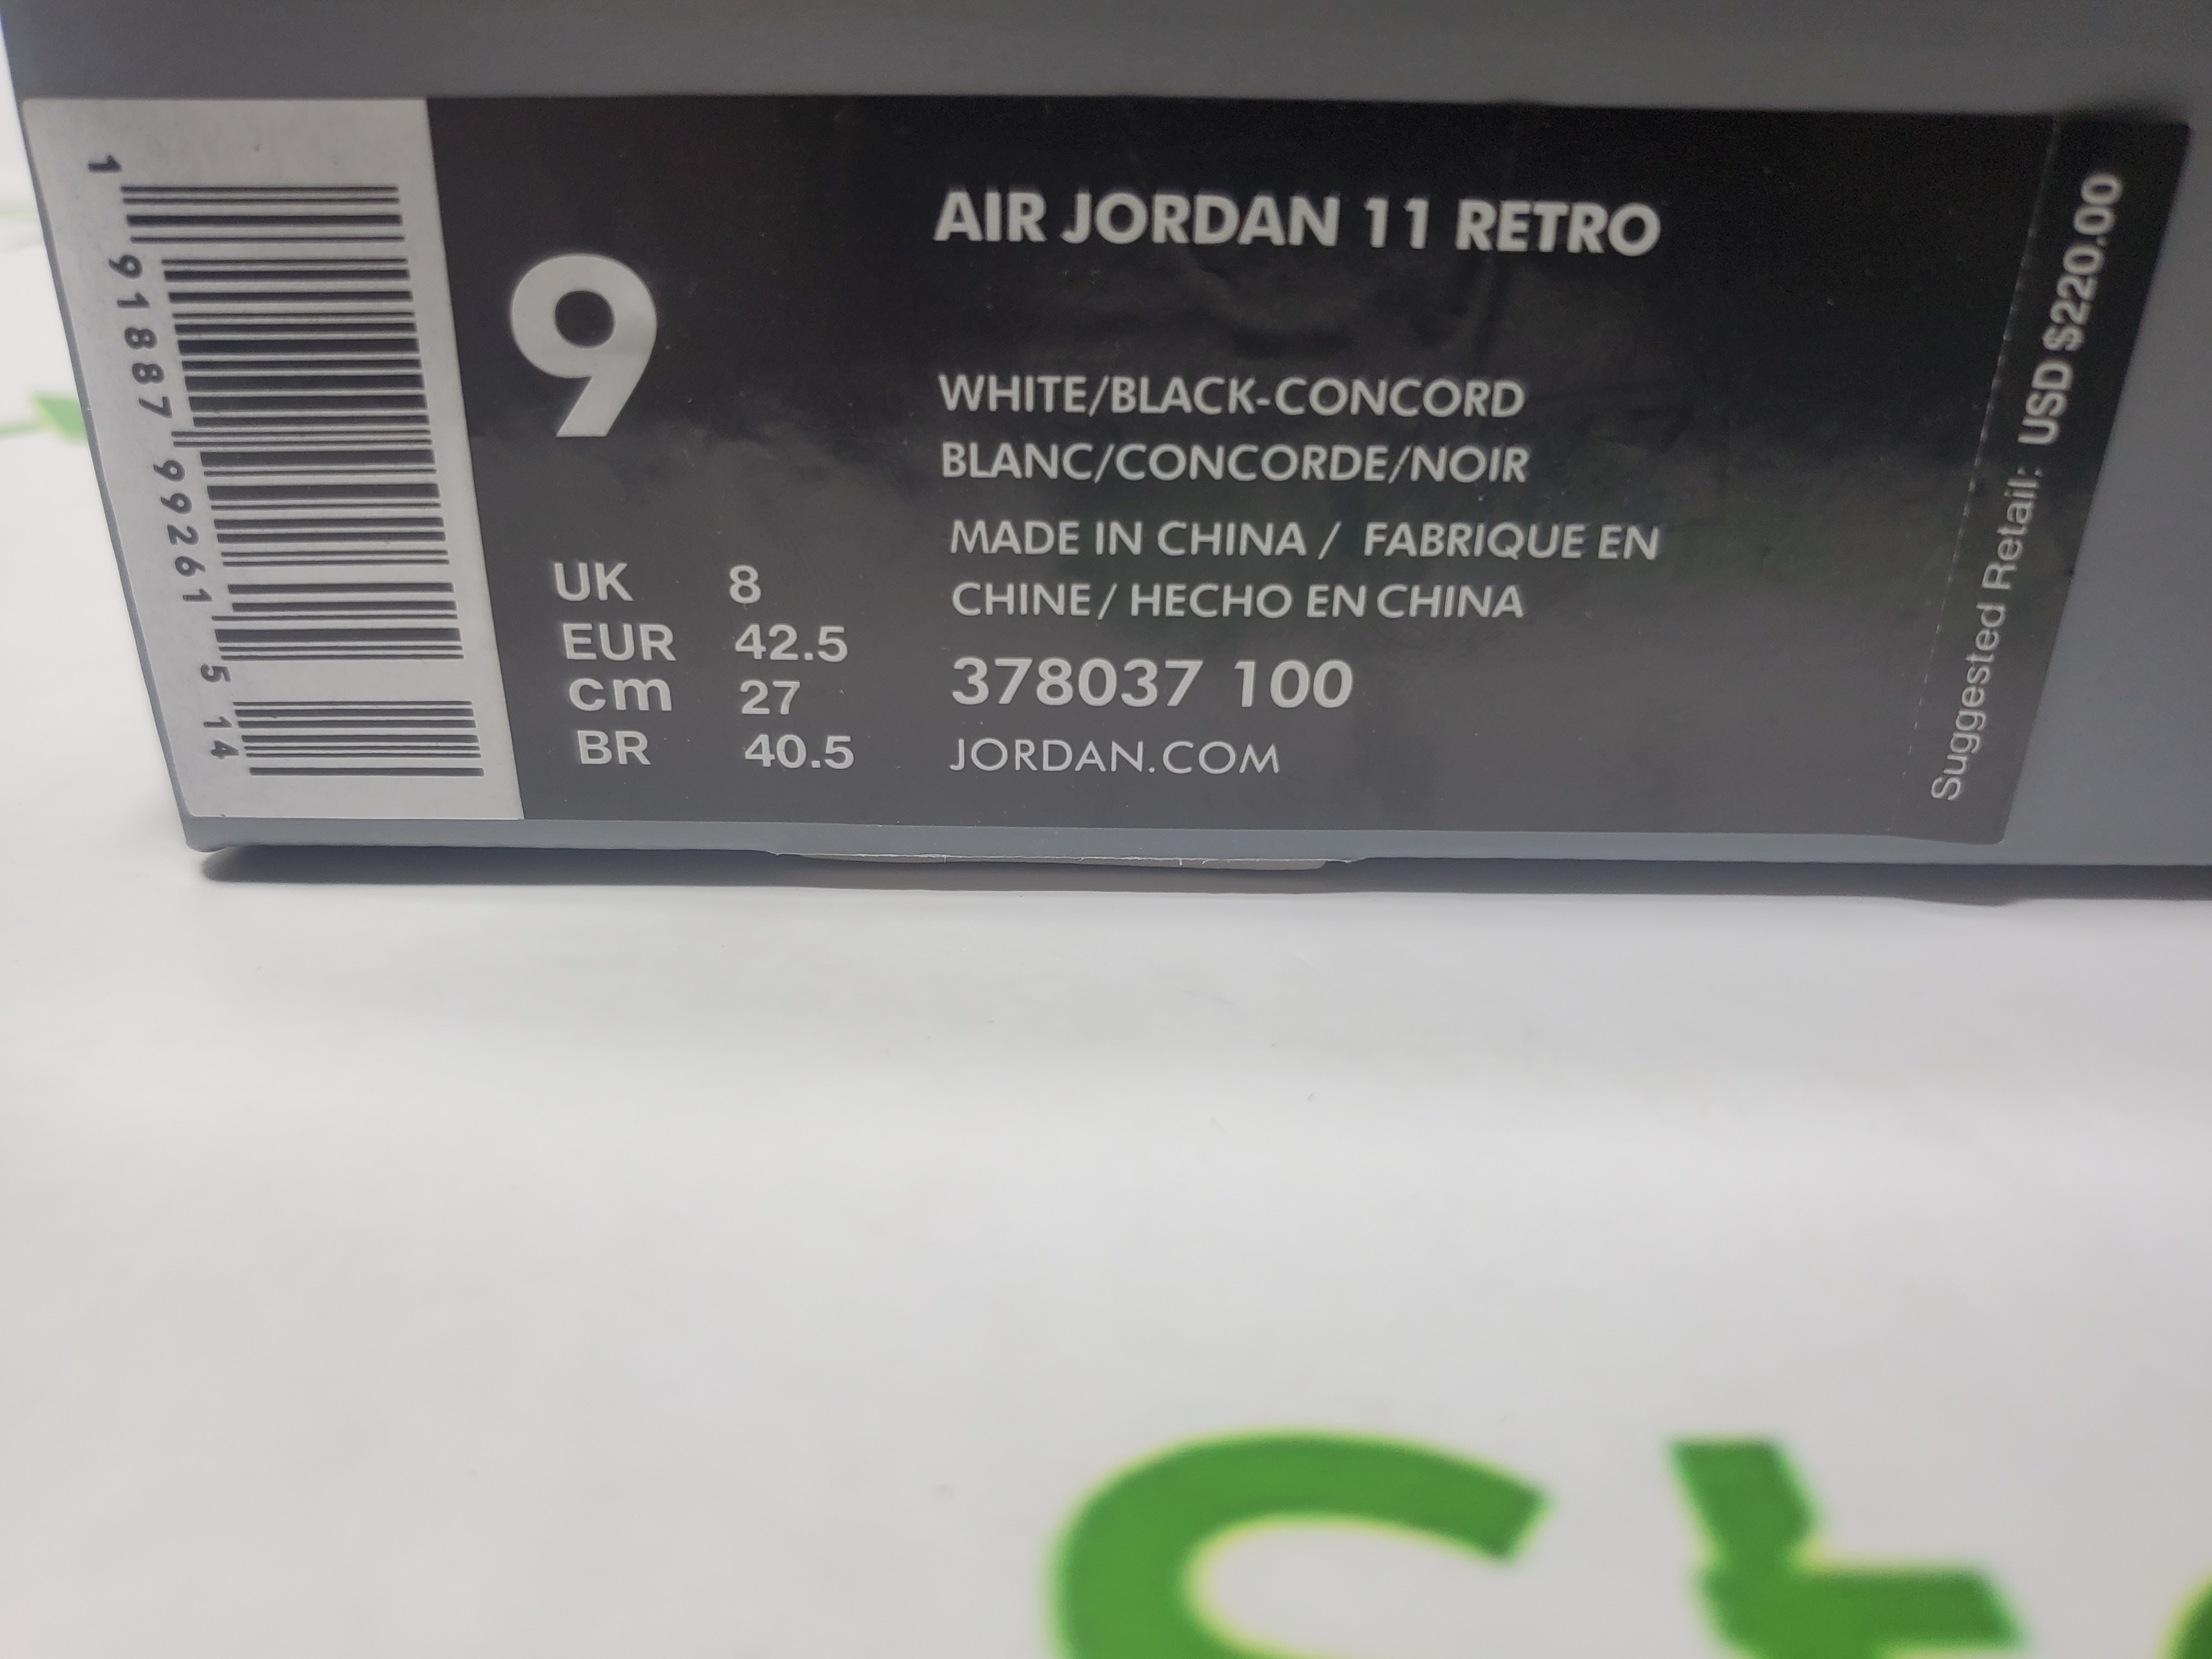 1 91887 99261 5 14
9
UK 8
EUR 42.5
cm 27
BR 40.5
AIR JORDAN 11 RETRO
WHITE/BLACK-CONCORD
BLANC/CONCORDE/NOIR
MADE IN CHINA / FABRIQUE EN
CHINE / HECHO EN CHINA
378037 100
JORDAN.COM
Suggested Retail: USD $220.00